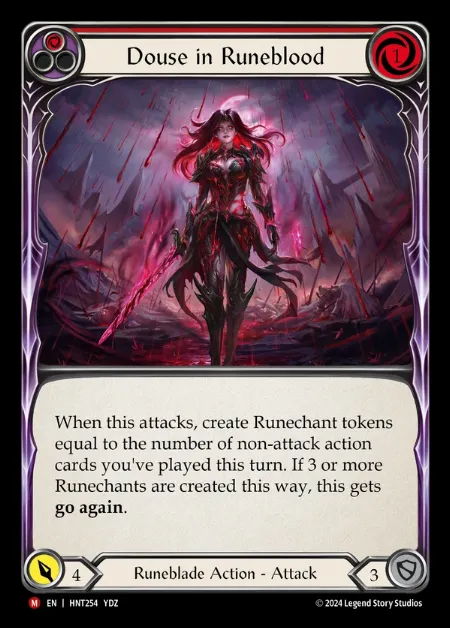 Douse in Runeblood
1
When this attacks, create Runechant tokens
equal to the number of non-attack action
cards you've played this turn. If 3 or more
Runechants are created this way, this gets
go again.
4
Runeblade Action - Attack
3
M EN | HNT254 YDZ
© 2024 Legend Story Studios